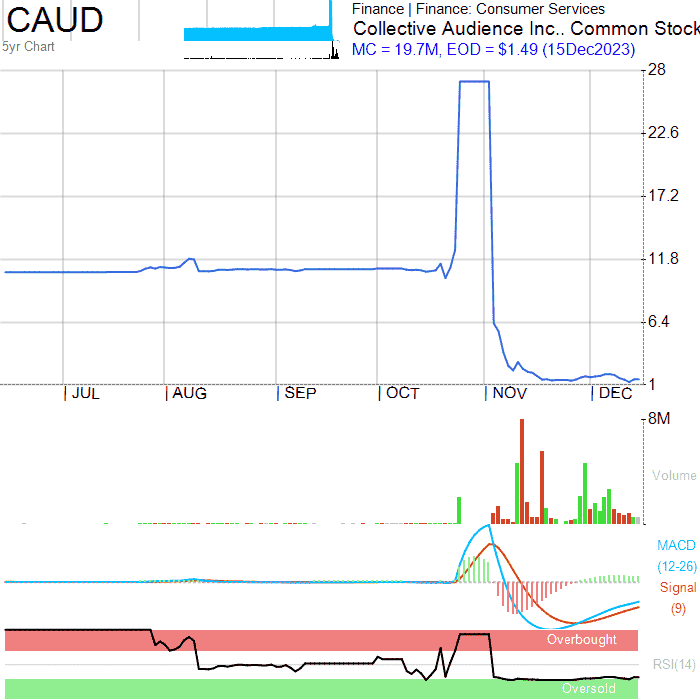 CAUD
5yr Chart
Finance | Finance: Consumer Services
Collective Audience Inc.. Common Stock
MC = 19.7M, EOD = $1.49 (15Dec2023)
28
22.6
17.2
11.8
6.4
1
JUL
AUG
SEP
OCT
NOV
DEC
8M
Volume
MACD
(12-26)
Signal
(9)
Overbought
RSI(14)
Oversold